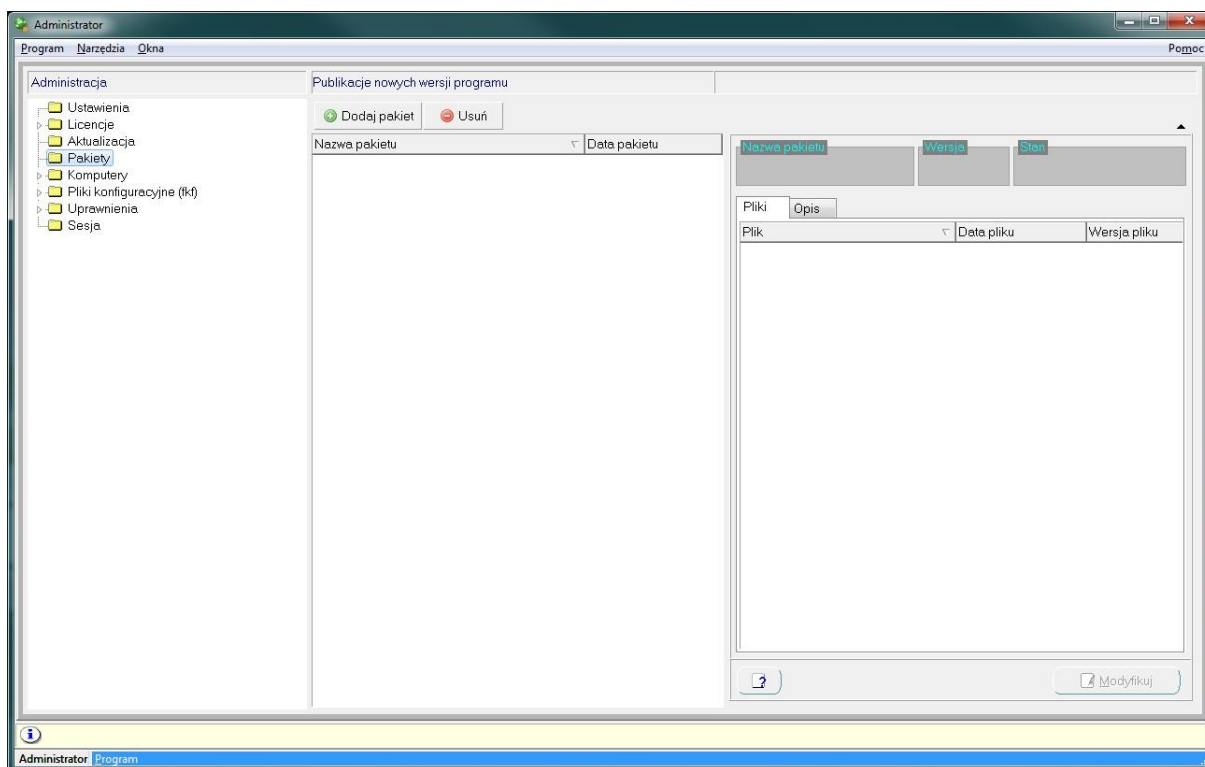 Administrator
Program Narzędzia Okna Pomoc
Administracja
Publikacje nowych wersji programu
Ustawienia
Licencje
Aktualizacja
Pakiety
Komputery
Pliki konfiguracyjne (fkf)
Uprawnienia
Sesja
Dodaj pakiet Usuń
Nazwa pakietu Data pakietu
Nazwa pakietu Wersja Stan
Pliki Opis
Plik Data pliku Wersja pliku
Modyfikuj
Administrator Program